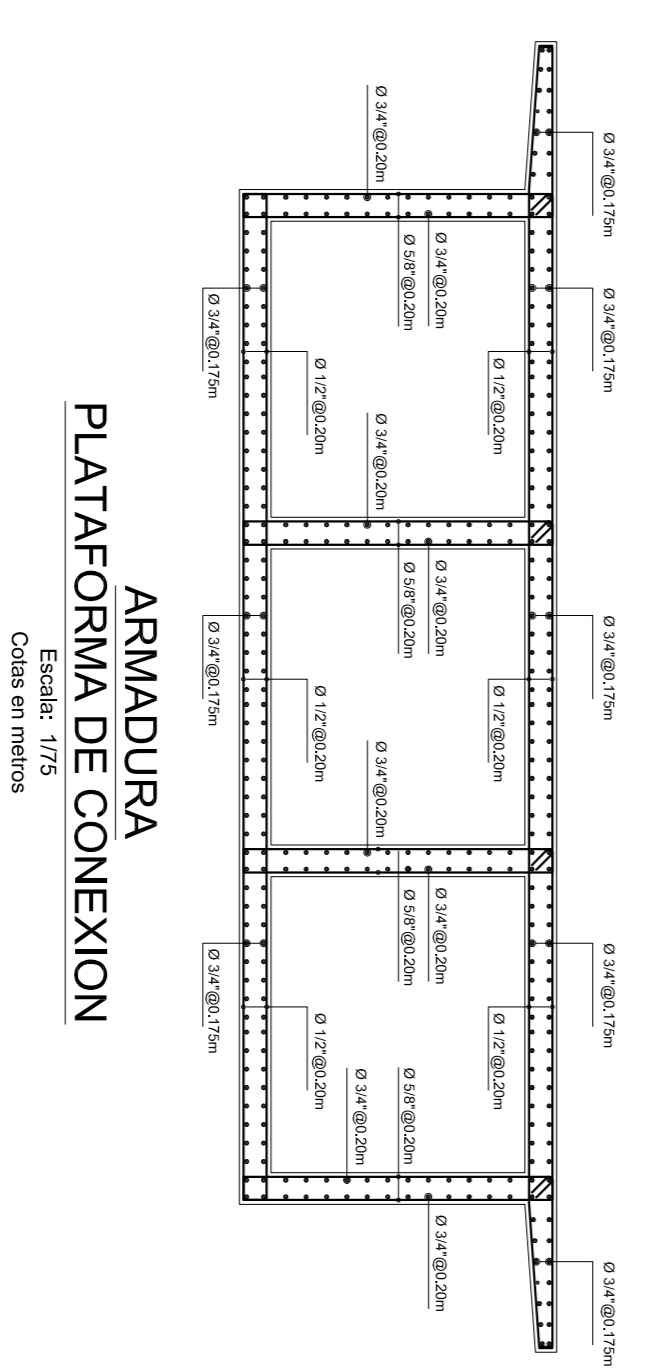 Ø 3/4"@0.175m
Ø 3/4"@0.175m
Ø 3/4"@0.175m
Ø 3/4"@0.175m
Ø 3/4"@0.175m
Ø 1/2"@0.20m
Ø 1/2"@0.20m
Ø 1/2"@0.20m
Ø 3/4"@0.20m
Ø 3/4"@0.20m
Ø 3/4"@0.20m
Ø 3/4"@0.20m
Ø 5/8"@0.20m
Ø 5/8"@0.20m
Ø 5/8"@0.20m
Ø 5/8"@0.20m
Ø 3/4"@0.20m
Ø 3/4"@0.20m
Ø 3/4"@0.20m
Ø 3/4"@0.20m
Ø 1/2"@0.20m
Ø 1/2"@0.20m
Ø 1/2"@0.20m
Ø 3/4"@0.175m
Ø 3/4"@0.175m
Ø 3/4"@0.175m
ARMADURA
PLATAFORMA DE CONEXION
Escala: 1/75
Cotas en metros